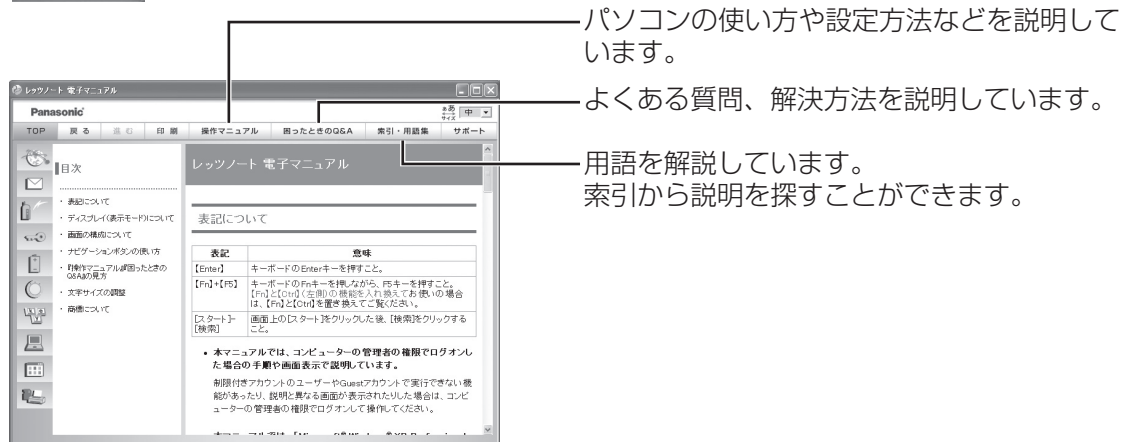 パソコンの使い方や設定方法などを説明して
います。
よくある質問、解決方法を説明しています。
用語を解説しています。
索引から説明を探すことができます。
レッツノート 電子マニュアル
Panasonic
サイズ 中
TOP 戻る 進む 印刷 操作マニュアル 困ったときのQ&A 索引・用語集 サポート
目次
・ 表記について
・ ディスプレイ(表示モード)について
・ 画面の構成について
・ ナビゲーションボタンの使い方
・ 『操作マニュアル』『困ったときの
Q&A』の見方
・ 文字サイズの調整
・ 商標について
レッツノート 電子マニュアル
表記について
表記 意味
【Enter】 キーボードのEnterキーを押すこと。
【Fn】+【F5】 キーボードのFnキーを押しながら、F5キーを押すこと。
【Fn】と【Ctrl】(左側)の機能を入れ換えてお使いの場合
は、【Fn】と【Ctrl】を置き換えてご覧ください。
[スタート]- 画面上の[スタート]をクリックした後、[検索]をクリックする
[検索] こと。
• 本マニュアルでは、コンピューターの管理者の権限でログオンし
た場合の手順や画面表示で説明しています。
制限付きアカウントのユーザーやGuestアカウントで実行できない機
能があったり、説明と異なる画面が表示されたりした場合は、コンピ
ューターの管理者の権限でログオンして操作してください。